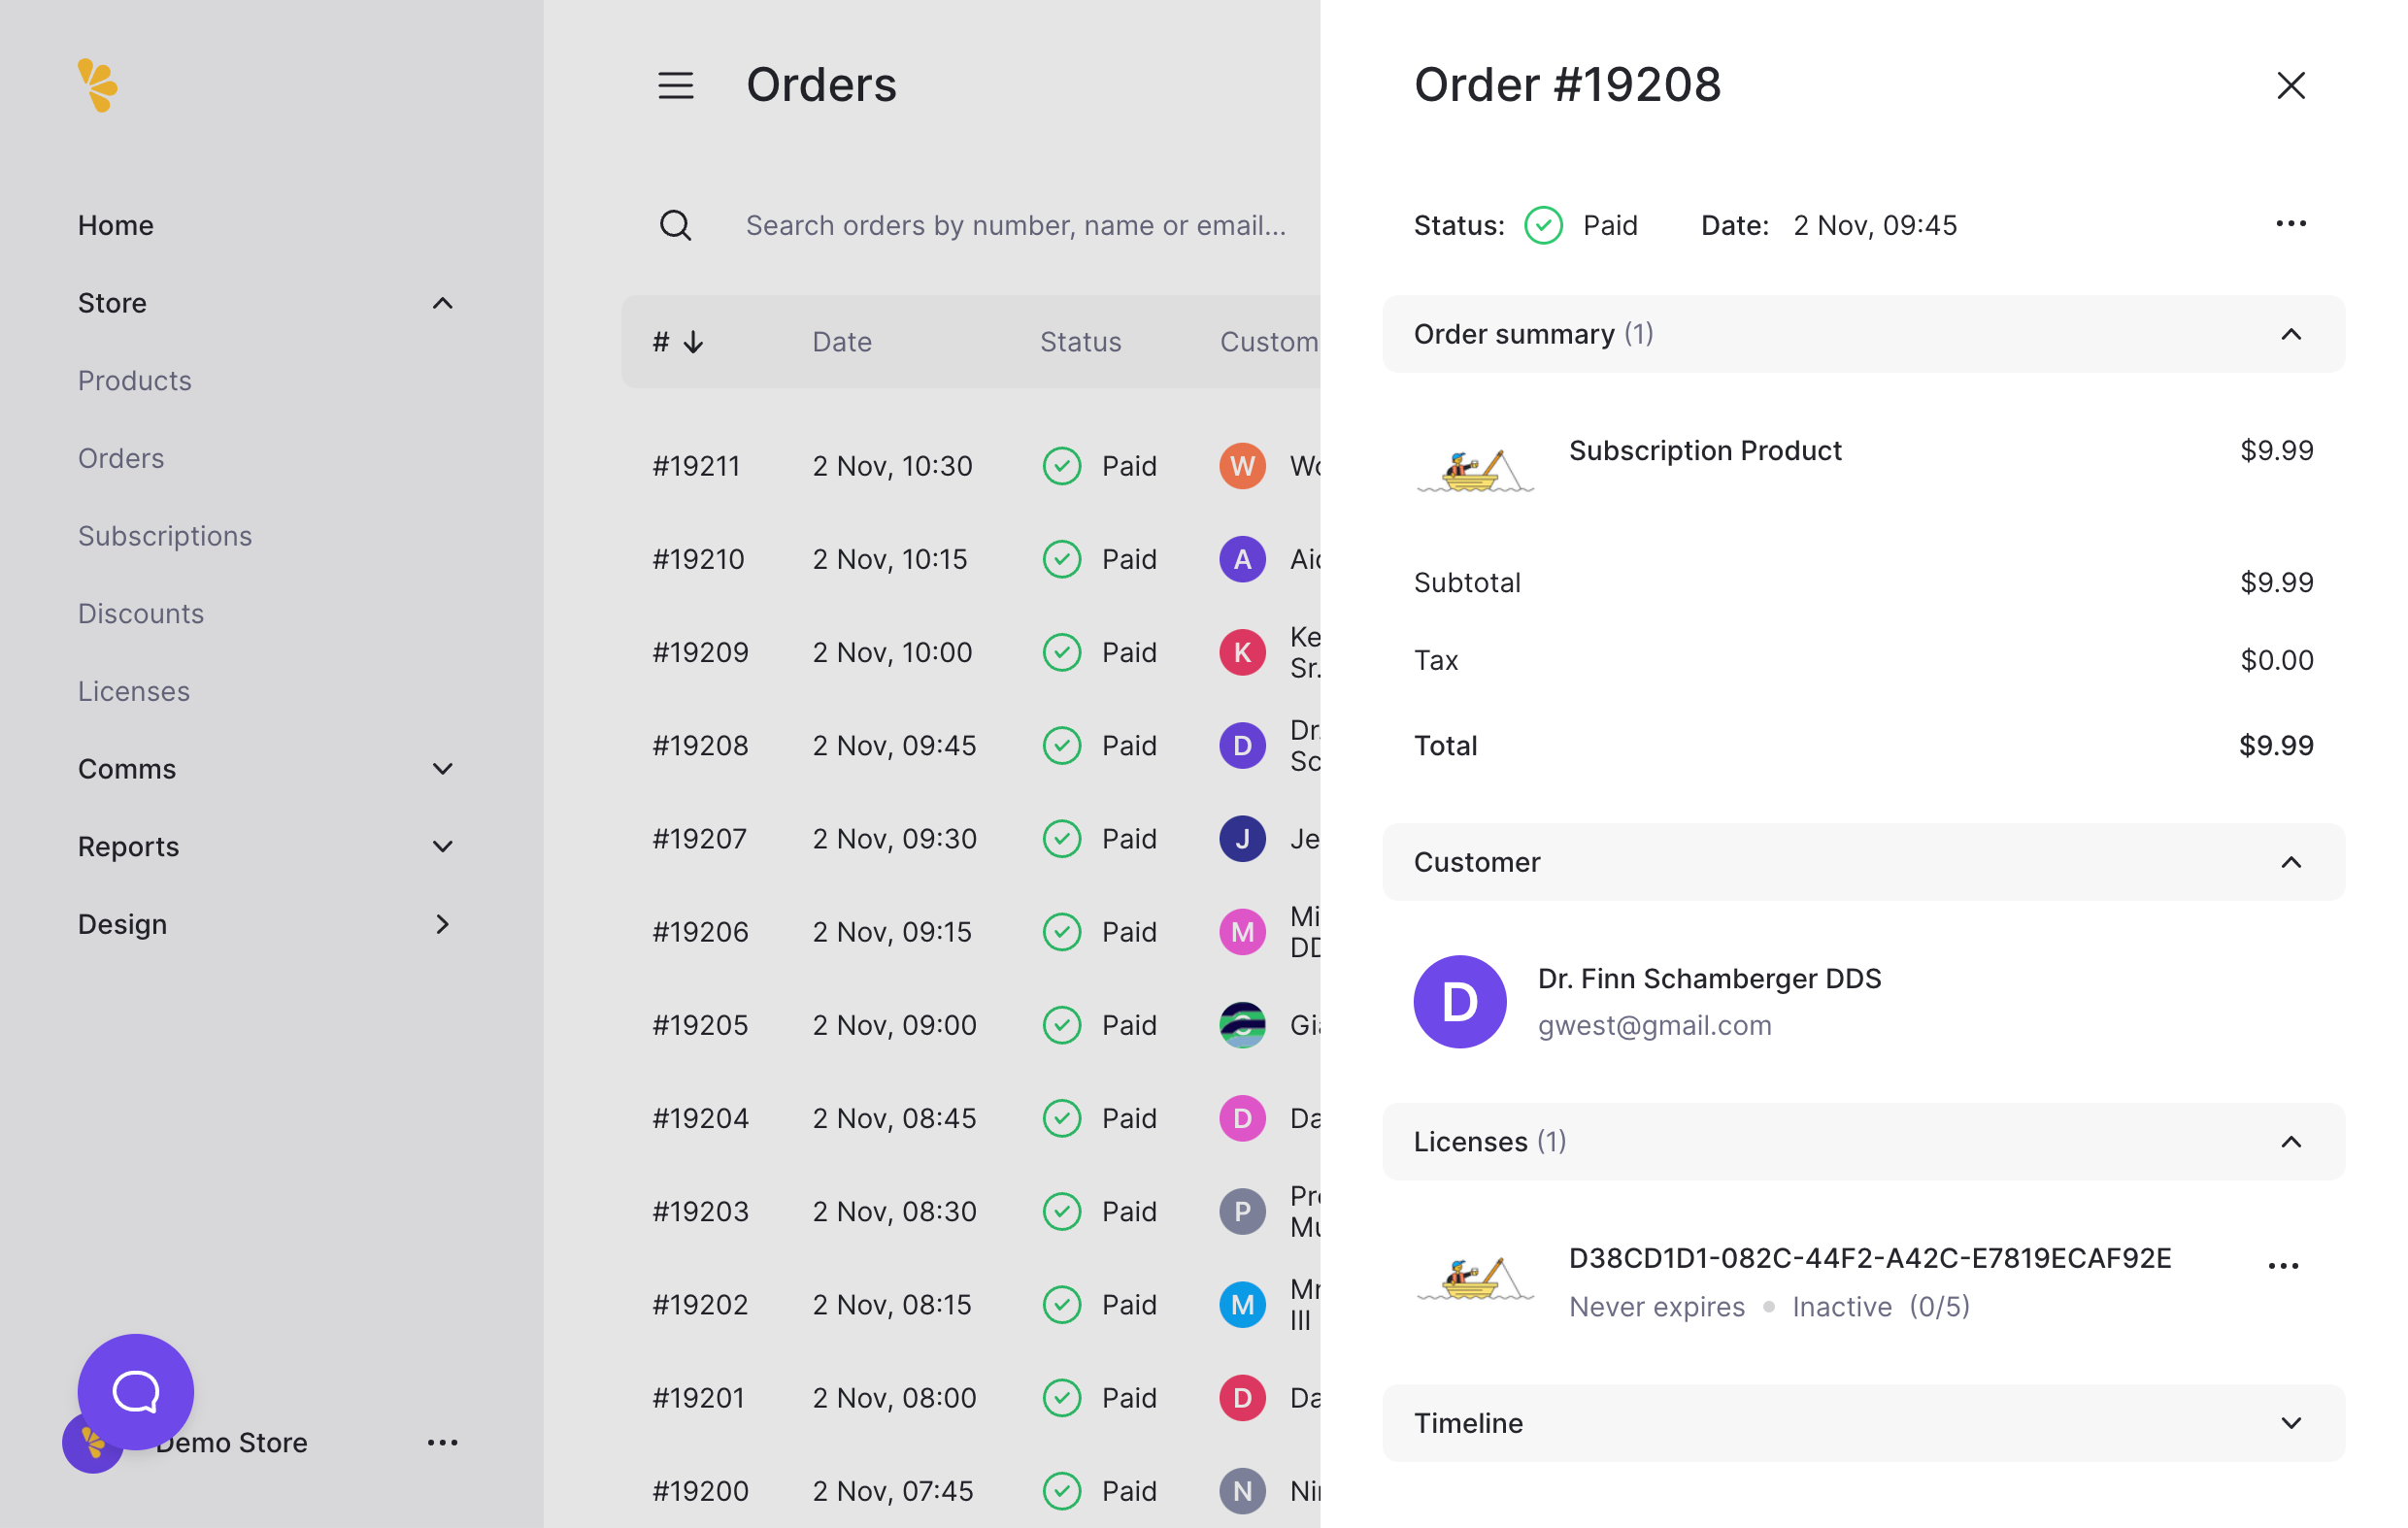 Home
Store
Products
Orders
Subscriptions
Discounts
Licenses
Comms
Reports
Design
Demo Store
Orders
Search orders by number, name or email...
# Date Status Custom
#19211 2 Nov, 10:30 Paid W Wo
#19210 2 Nov, 10:15 Paid A Aid
#19209 2 Nov, 10:00 Paid K Ke
Sr.
#19208 2 Nov, 09:45 Paid D Dr.
Sc
#19207 2 Nov, 09:30 Paid J Je
#19206 2 Nov, 09:15 Paid M Mi
DD
#19205 2 Nov, 09:00 Paid G Gia
#19204 2 Nov, 08:45 Paid D Da
#19203 2 Nov, 08:30 Paid P Pro
Mu
#19202 2 Nov, 08:15 Paid M Mr
III
#19201 2 Nov, 08:00 Paid D Da
#19200 2 Nov, 07:45 Paid N Nin
Order #19208
Status: Paid Date: 2 Nov, 09:45
Order summary (1)
Subscription Product $9.99
Subtotal $9.99
Tax $0.00
Total $9.99
Customer
D
Dr. Finn Schamberger DDS
gwest@gmail.com
Licenses (1)
D38CD1D1-082C-44F2-A42C-E7819ECAF92E
Never expires Inactive (0/5)
Timeline